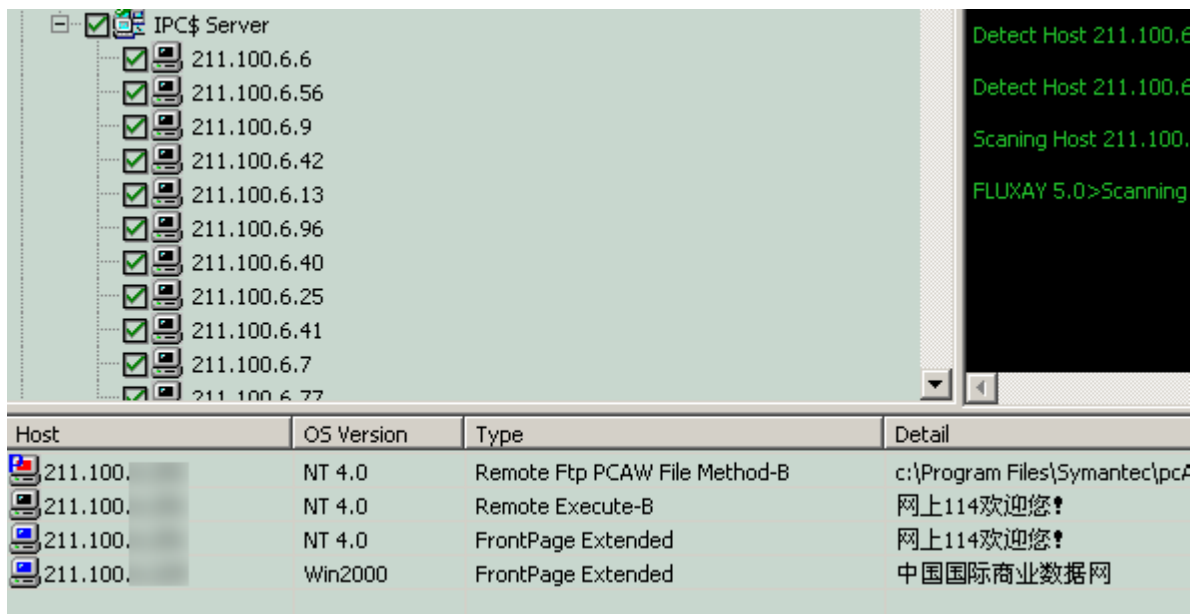 IPC$ Server
211.100.6.6
211.100.6.56
211.100.6.9
211.100.6.42
211.100.6.13
211.100.6.96
211.100.6.40
211.100.6.25
211.100.6.41
211.100.6.7
211.100.6.77
Detect Host 211.100.6
Detect Host 211.100.6
Scaning Host 211.100.
FLUXAY 5.0>Scanning
Host OS Version Type Detail
211.100. NT 4.0 Remote Ftp PCAW File Method-B c:\Program Files\Symantec\pcA
211.100. NT 4.0 Remote Execute-B 网上114欢迎您!
211.100. NT 4.0 FrontPage Extended 网上114欢迎您!
211.100. Win2000 FrontPage Extended 中国国际商业数据网